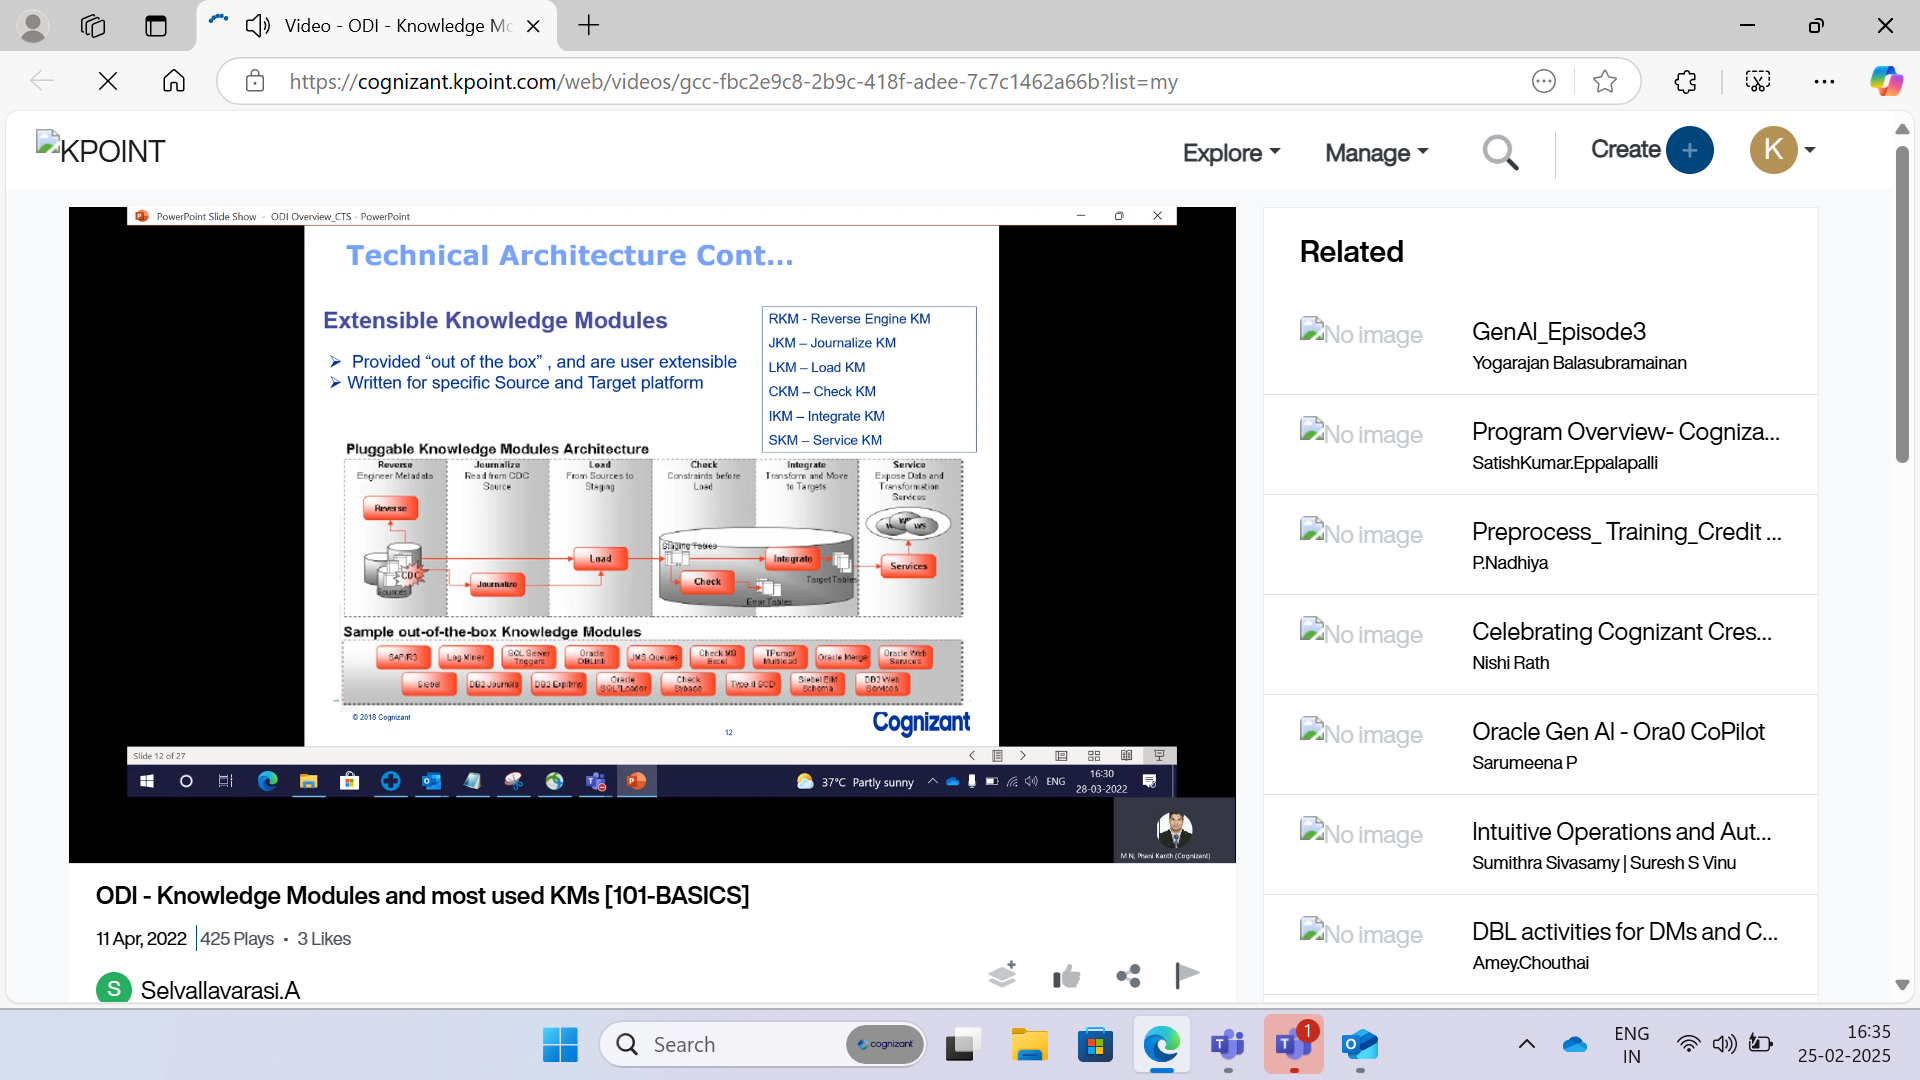 Video - ODI - Knowledge Mo
https://cognizant.kpoint.com/web/videos/gcc-fbc2e9c8-2b9c-418f-adee-7c7c1462a66b?list=my
KPOINT
Explore
Manage
Create
K
PowerPoint Slide Show - ODI Overview_CTS - PowerPoint
Technical Architecture Cont...
Extensible Knowledge Modules
Provided “out of the box” , and are user extensible
Written for specific Source and Target platform
RKM - Reverse Engine KM
JKM – Journalize KM
LKM – Load KM
CKM – Check KM
IKM – Integrate KM
SKM – Service KM
Pluggable Knowledge Modules Architecture
Reverse
Engineer Metadata
Journalize
Read from CDC
Source
Load
From Sources to
Staging
Check
Constraints before
Load
Integrate
Transform and Move
to Targets
Service
Expose Data and
Transformation
Services
Reverse
WS
Staging Tables
Load
Integrate
Services
CDC
Sources
Journalize
Check
Target Tables
Error Tables
Sample out-of-the-box Knowledge Modules
SAP/R3
Log Miner
SQL Server
Triggers
Oracle
DBLink
JMS Queues
Check MS
Excel
TPump/
Multiload
Oracle Merge
Oracle Web
Services
Siebel
DB2 Journals
DB2 Exp/Imp
Oracle
SQL*Loader
Check
Sybase
Type II SCD
Siebel EIM
Schema
DB2 Web
Services
© 2018 Cognizant
12
Cognizant
Slide 12 of 27
37°C Partly sunny
ENG
16:30
28-03-2022
M N, Phani Kanth (Cognizant)
ODI - Knowledge Modules and most used KMs [101-BASICS]
11 Apr, 2022
425 Plays · 3 Likes
S
Selvallavarasi.A
Related
No image
GenAI_Episode3
Yogarajan Balasubramainan
No image
Program Overview- Cogniza...
SatishKumar.Eppalapalli
No image
Preprocess_ Training_Credit ...
P.Nadhiya
No image
Celebrating Cognizant Cres...
Nishi Rath
No image
Oracle Gen AI - Ora0 CoPilot
Sarumeena P
No image
Intuitive Operations and Aut...
Sumithra Sivasamy | Suresh S Vinu
No image
DBL activities for DMs and C...
Amey.Chouthai
Search
cognizant
1
ENG
IN
16:35
25-02-2025